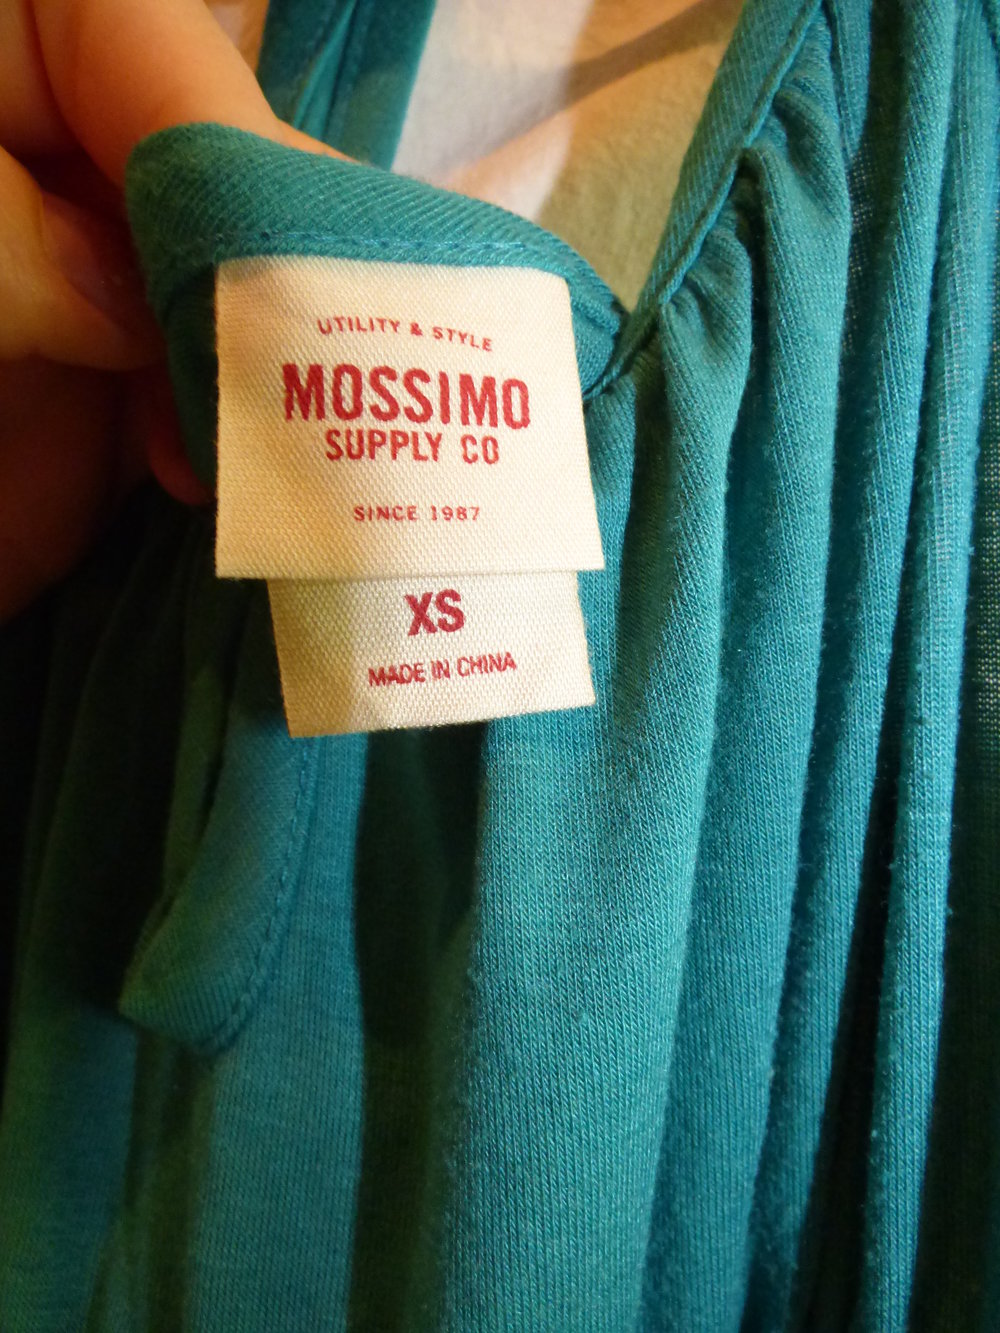 UTILITY & STYLE
MOSSIMO
SUPPLY CO
SINCE 1987
XS
MADE IN CHINA